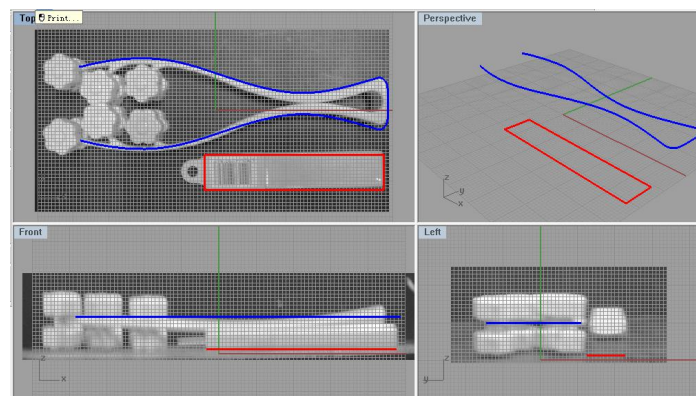 Top
Print...
Perspective
z
y
x
Front
Left
z
x
z
y